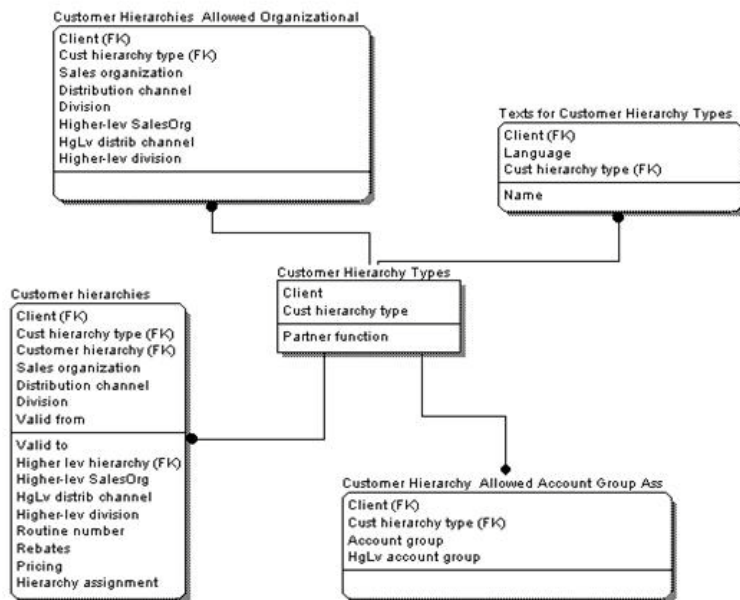 Customer Hierarchies  Allowed Organizational
Client (FK)
Cust hierarchy type (FK)
Sales organization
Distribution channel
Division
Higher-lev SalesOrg
HgLv distrib channel
Higher-lev division
Texts for Customer Hierarchy Types
Client (FK)
Language
Cust hierarchy type (FK)
Name
Customer Hierarchy Types
Client
Cust hierarchy type
Partner function
Customer hierarchies
Client (FK)
Cust hierarchy type (FK)
Customer hierarchy (FK)
Sales organization
Distribution channel
Division
Valid from
Valid to
Higher lev hierarchy (FK)
Higher-lev SalesOrg
HgLv distrib channel
Higher-lev division
Routine number
Rebates
Pricing
Hierarchy assignment
Customer Hierarchy  Allowed Account Group Ass
Client (FK)
Cust hierarchy type (FK)
Account group
HgLv account group